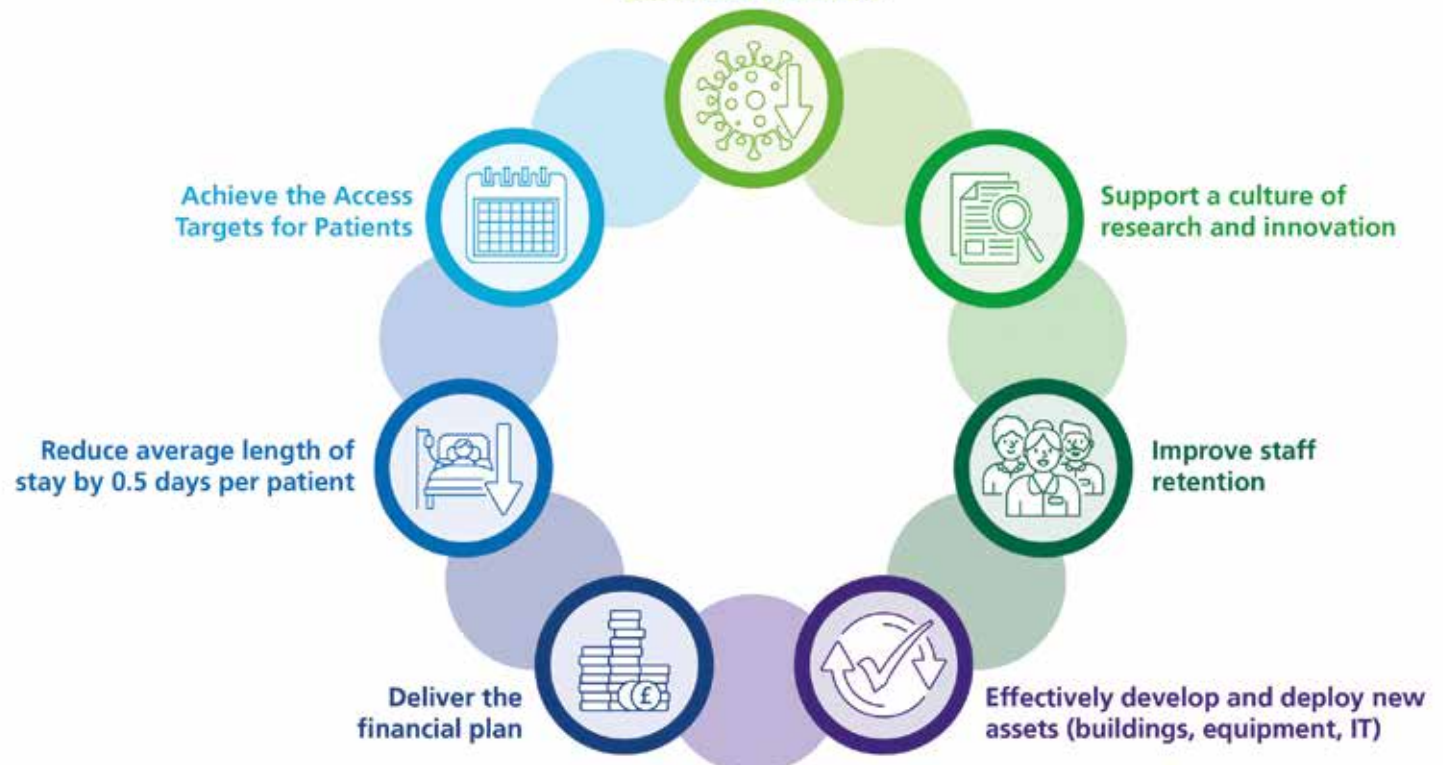 Achieve the Access
Targets for Patients
Support a culture of
research and innovation
Reduce average length of
stay by 0.5 days per patient
Improve staff
retention
Deliver the
financial plan
£
Effectively develop and deploy new
assets (buildings, equipment, IT)